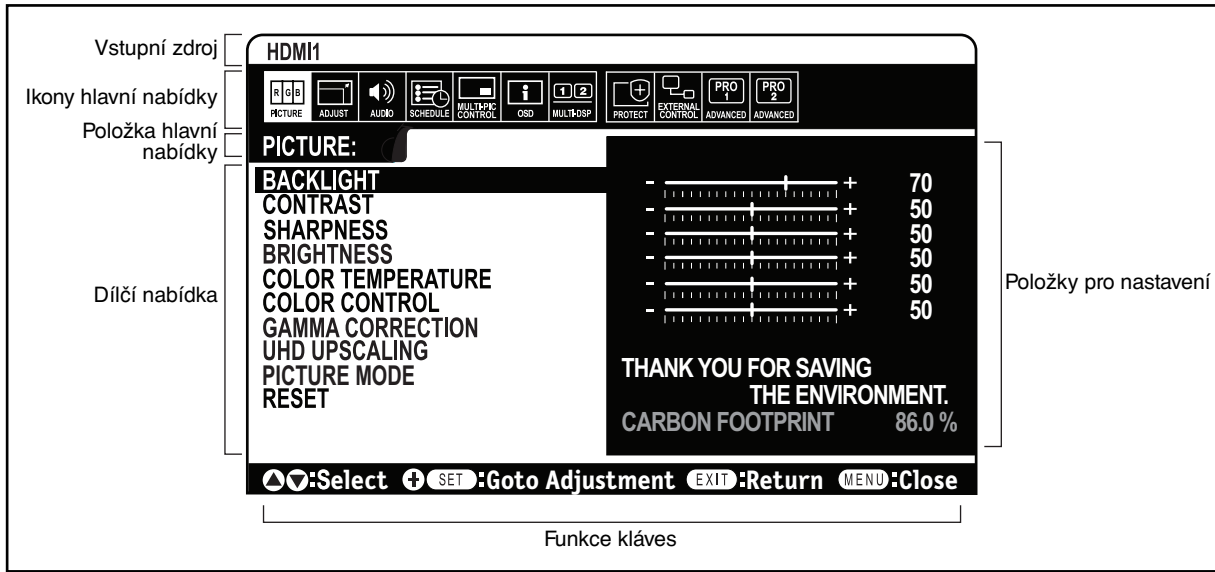 Vstupní zdroj
HDMI1
Ikony hlavní nabídky
R G B
PICTURE
ADJUST
AUDIO
SCHEDULE
MULTI-PIC
CONTROL
i
OSD
1 2
MULTI-DSP
PROTECT
EXTERNAL
CONTROL
PRO
1
ADVANCED
PRO
2
ADVANCED
Položka hlavní
nabídky
PICTURE:
Dílčí nabídka
BACKLIGHT
CONTRAST
SHARPNESS
BRIGHTNESS
COLOR TEMPERATURE
COLOR CONTROL
GAMMA CORRECTION
UHD UPSCALING
PICTURE MODE
RESET
- + 70
- + 50
- + 50
- + 50
- + 50
- + 50
THANK YOU FOR SAVING
THE ENVIRONMENT.
CARBON FOOTPRINT 86.0 %
Položky pro nastavení
:Select + SET :Goto Adjustment EXIT :Return MENU :Close
Funkce kláves